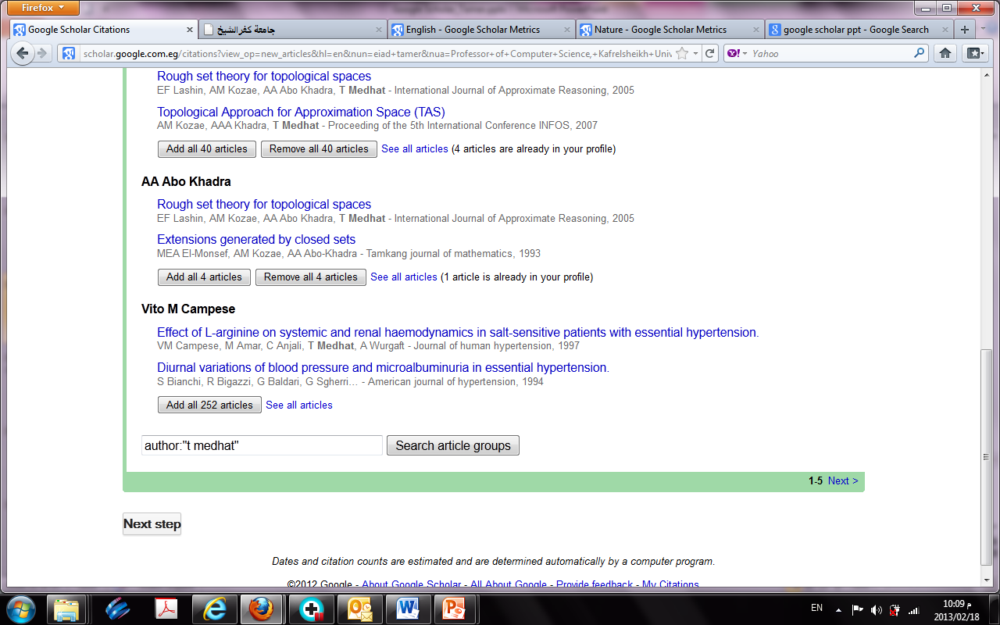 Firefox
Google Scholar Citations
جامعة كفرالشيخ
English - Google Scholar Metrics
Nature - Google Scholar Metrics
google scholar ppt - Google Search
scholar.google.com.eg/citations?view_op=new_articles&hl=en&nun=eiad+tamer&nua=Professor+of+Computer+Science,+Kafrelsheikh+Univ
Yahoo
Rough set theory for topological spaces
EF Lashin, AM Kozae, AA Abo Khadra, T Medhat - International Journal of Approximate Reasoning, 2005
Topological Approach for Approximation Space (TAS)
AM Kozae, AAA Khadra, T Medhat - Proceeding of the 5th International Conference INFOS, 2007
Add all 40 articles Remove all 40 articles See all articles (4 articles are already in your profile)
AA Abo Khadra
Rough set theory for topological spaces
EF Lashin, AM Kozae, AA Abo Khadra, T Medhat - International Journal of Approximate Reasoning, 2005
Extensions generated by closed sets
MEA El-Monsef, AM Kozae, AA Abo-Khadra - Tamkang journal of mathematics, 1993
Add all 4 articles Remove all 4 articles See all articles (1 article is already in your profile)
Vito M Campese
Effect of L-arginine on systemic and renal haemodynamics in salt-sensitive patients with essential hypertension.
VM Campese, M Amar, C Anjali, T Medhat, A Wurgaft - Journal of human hypertension, 1997
Diurnal variations of blood pressure and microalbuminuria in essential hypertension.
S Bianchi, R Bigazzi, G Baldari, G Sgherri... - American journal of hypertension, 1994
Add all 252 articles See all articles
author:"t medhat" Search article groups
1-5 Next >
Next step
Dates and citation counts are estimated and are determined automatically by a computer program.
©2012 Google - About Google Scholar - All About Google - Provide feedback - My Citations
EN
10:09 م
2013/02/18